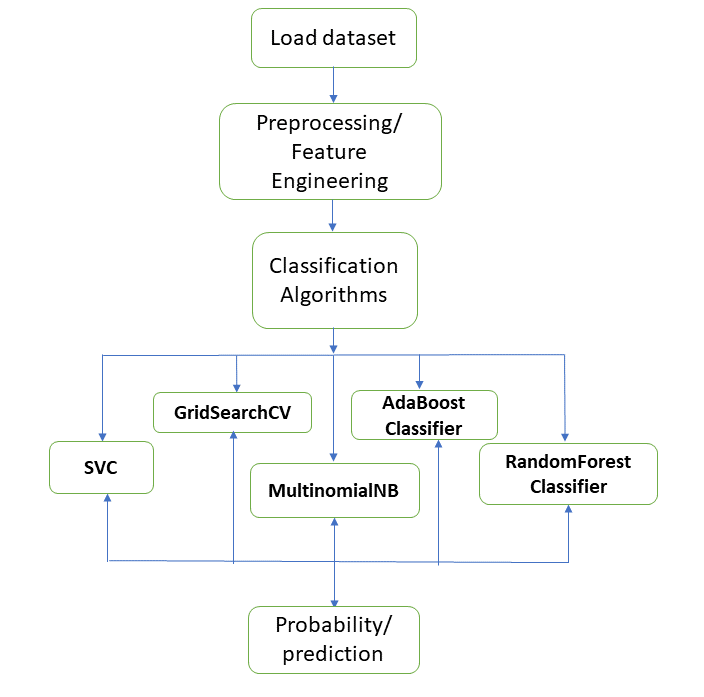 Load dataset
Preprocessing/
Feature
Engineering
Classification
Algorithms
GridSearchCV
AdaBoost
Classifier
SVC
MultinomialNB
RandomForest
Classifier
Probability/
prediction